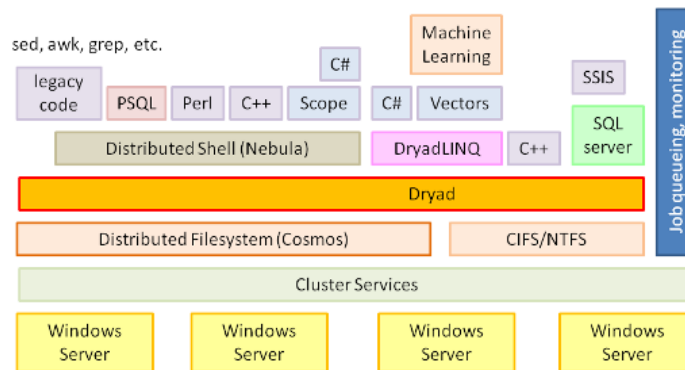 sed, awk, grep, etc.
Machine
Learning
C#
SSIS
legacy
code
PSQL
Perl
C++
Scope
C#
Vectors
SQL
server
Distributed Shell (Nebula)
DryadLINQ
C++
Job queueing, monitoring
Dryad
Distributed Filesystem (Cosmos)
CIFS/NTFS
Cluster Services
Windows
Server
Windows
Server
Windows
Server
Windows
Server